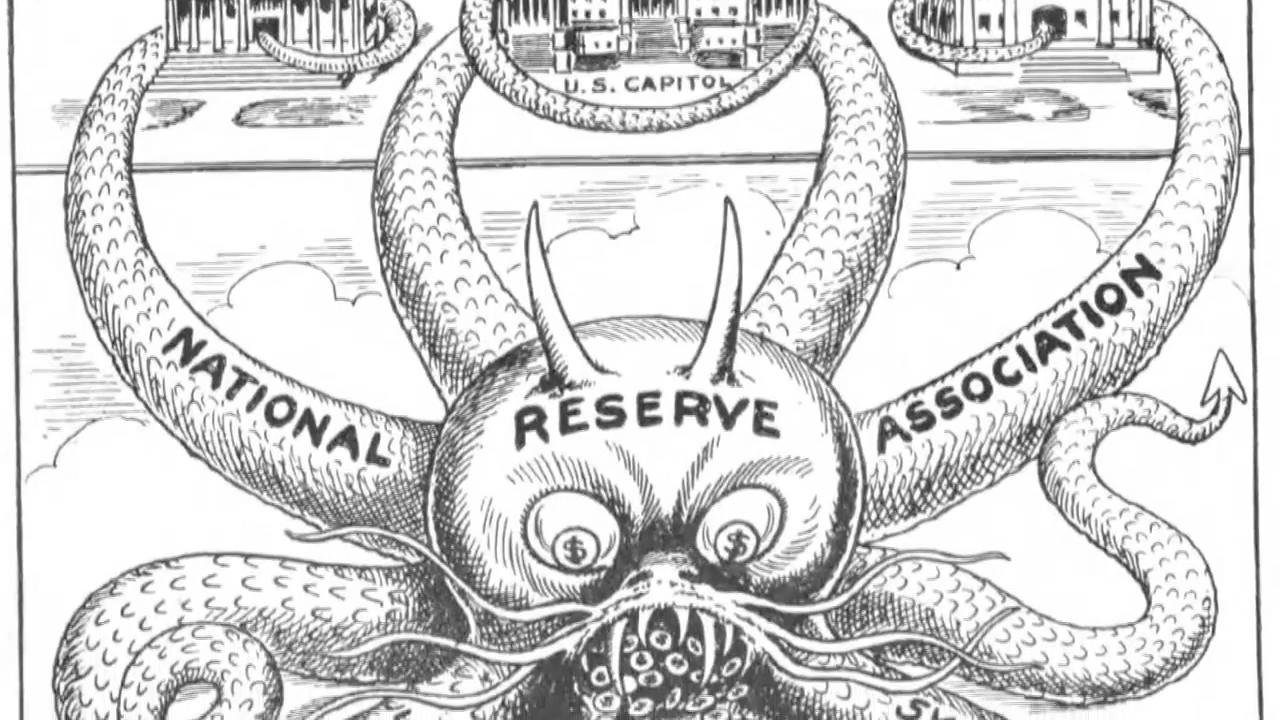 U.S. CAPITOL
NATIONAL
RESERVE
ASSOCIATION
$ $